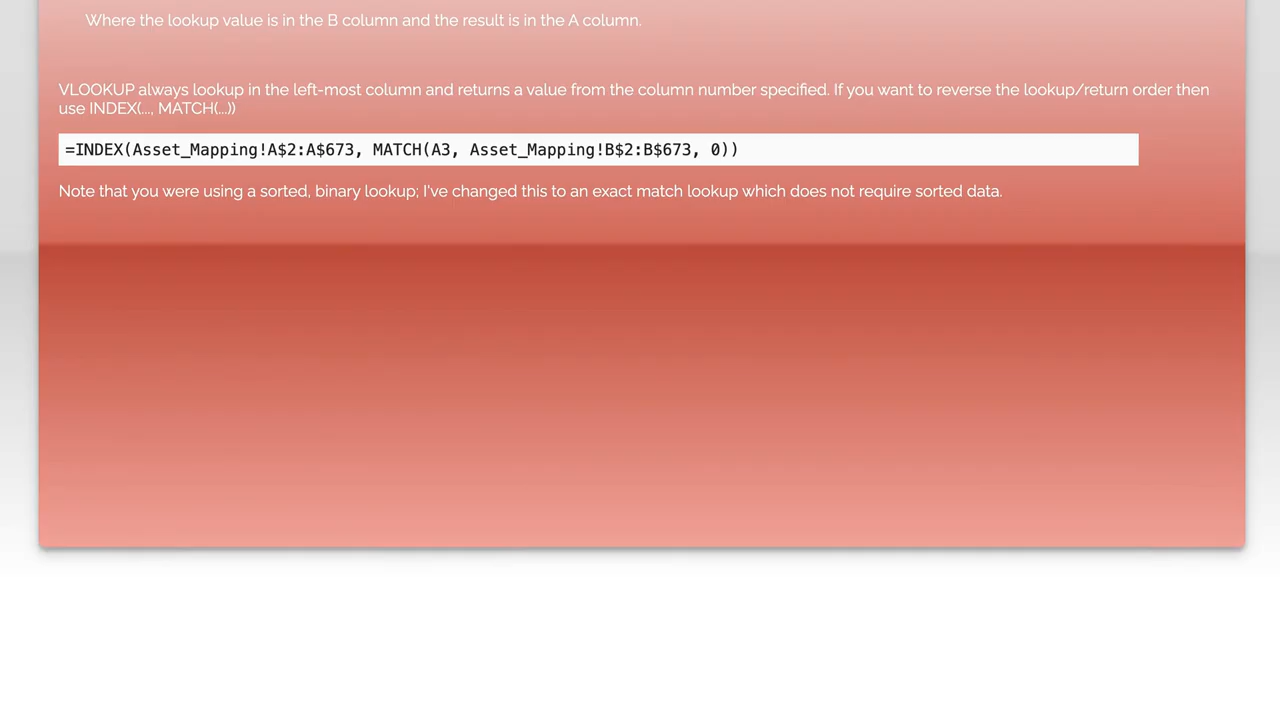 Where the lookup value is in the B column and the result is in the A column.
VLOOKUP always lookup in the left-most column and returns a value from the column number specified. If you want to reverse the lookup/return order then
use INDEX(..., MATCH(...))
=INDEX(Asset_Mapping!A$2:A$673, MATCH(A3, Asset_Mapping!B$2:B$673, 0))
Note that you were using a sorted, binary lookup; I've changed this to an exact match lookup which does not require sorted data.